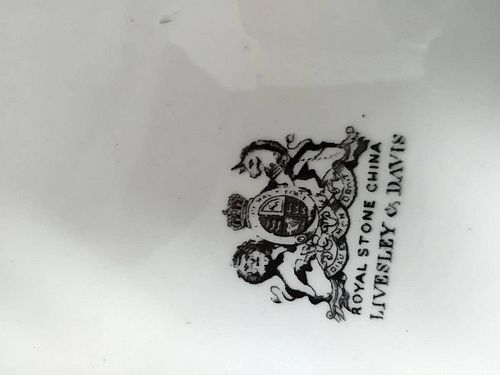 ROYAL STONE CHINA
LIVESLEY & DAVIS